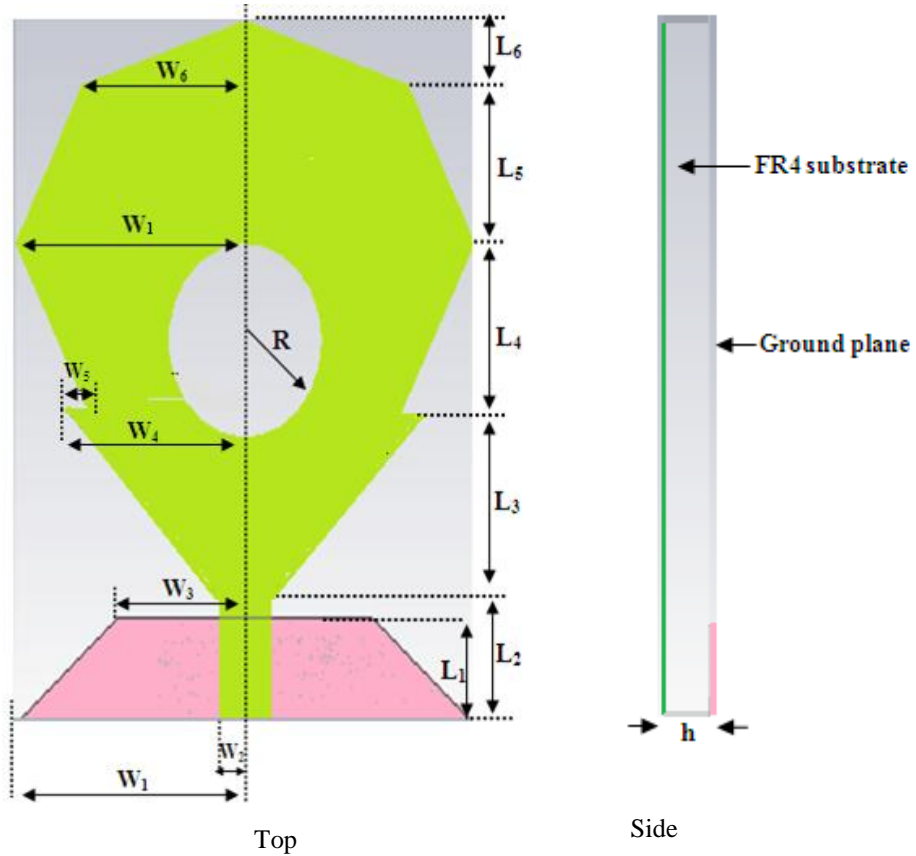 L₆
W₆
L₅
FR4 substrate
W₁
L₄
R
Ground plane
W₅
W₄
L₃
W₃
L₂
L₁
W₂
h
W₁
Top
Side